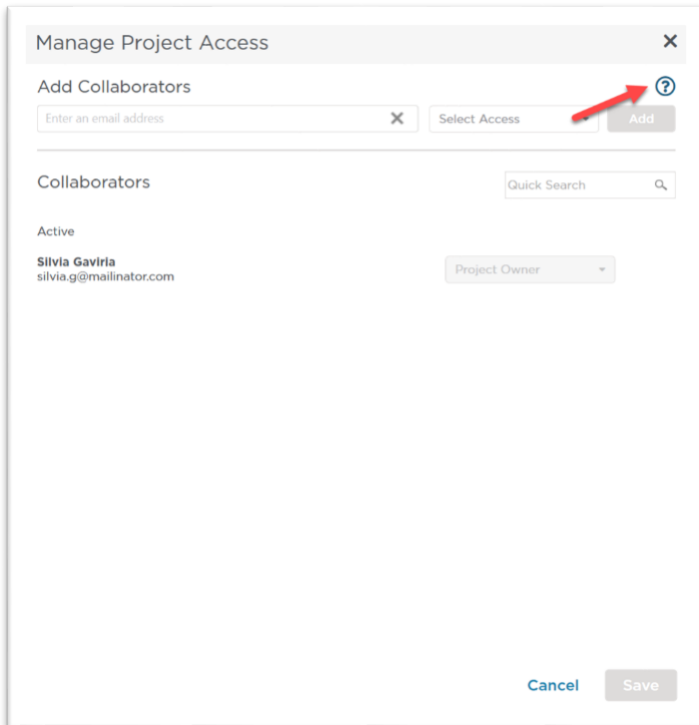 Manage Project Access
Add Collaborators
Enter an email address
Select Access
Add
Collaborators
Quick Search
Active
Silvia Gaviria
silvia.g@mailinator.com
Project Owner
Cancel
Save